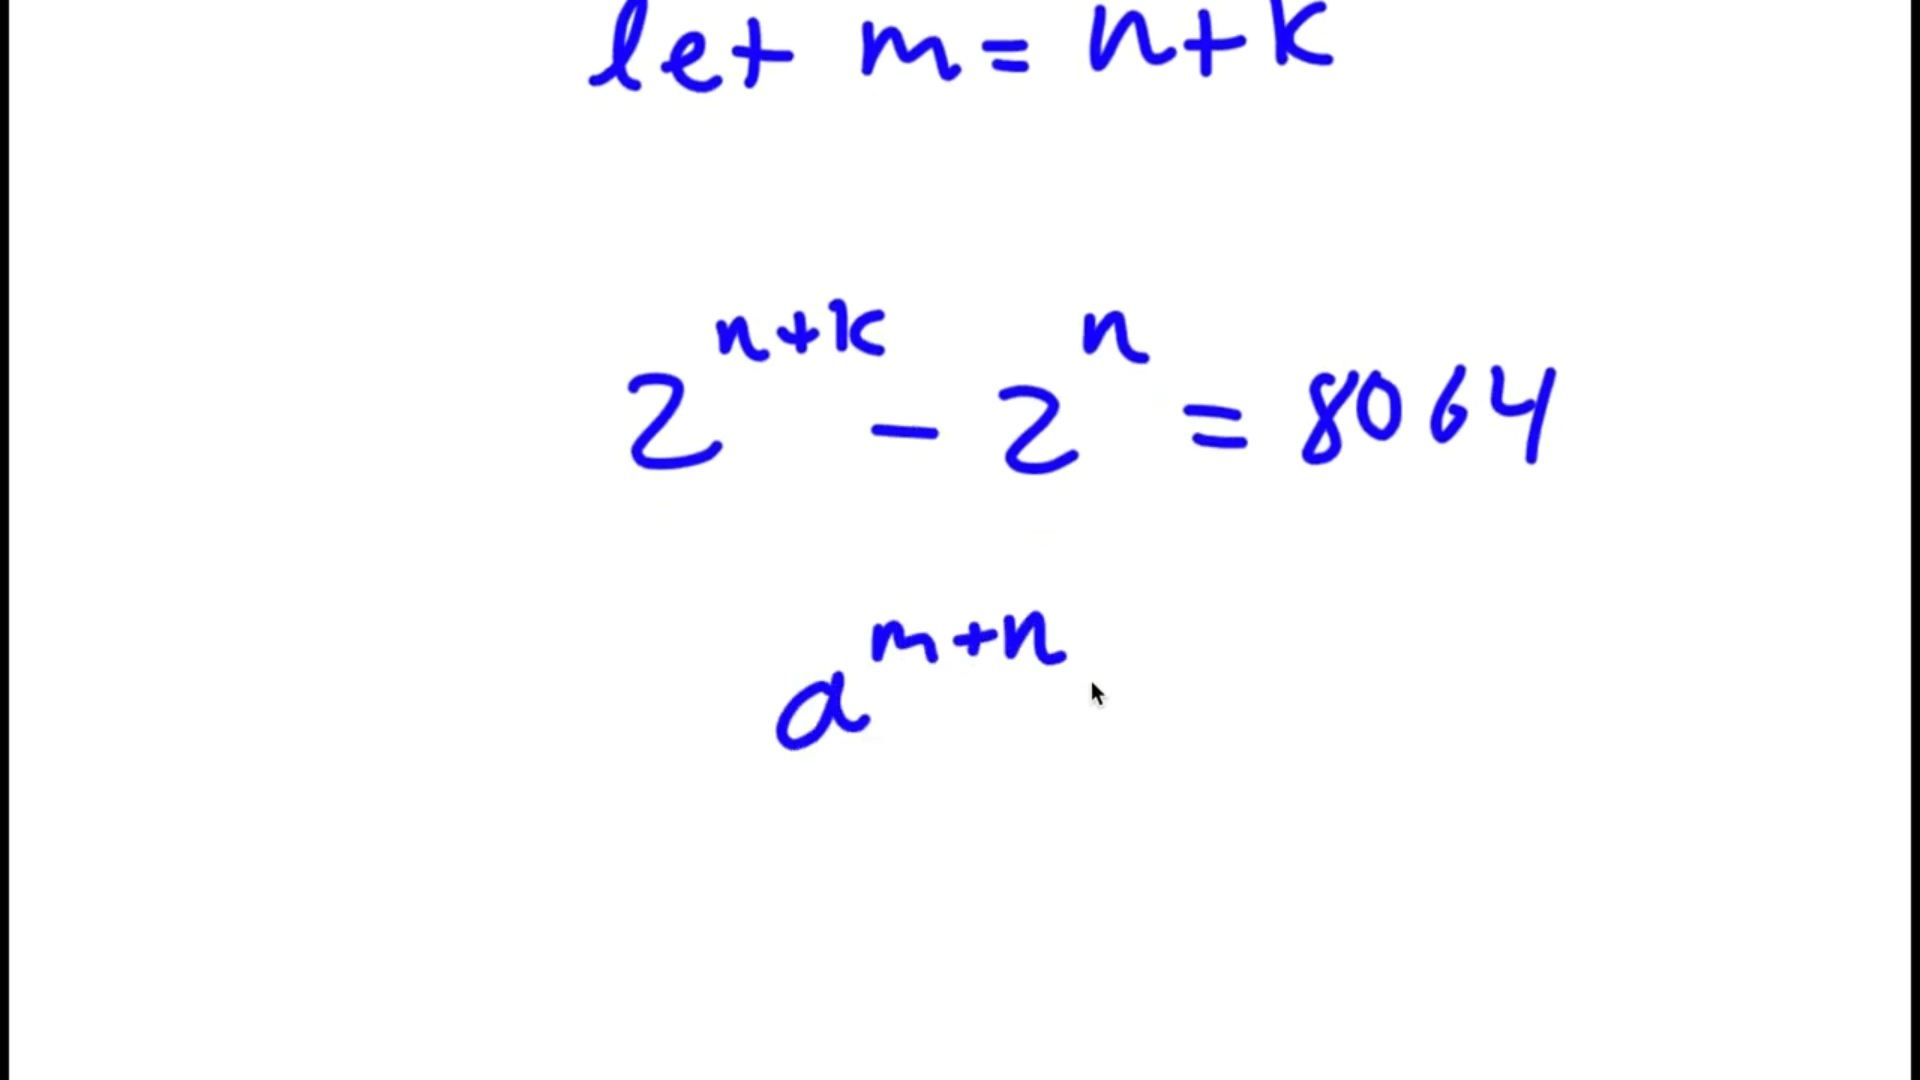 let m = n+k
2^{n+k} - 2^n = 8064
a^{m+n}